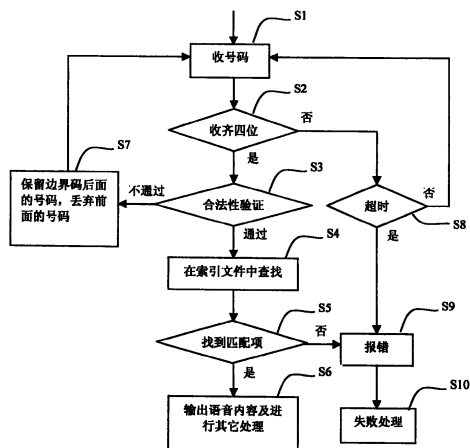 S1
收号码
S2
收齐四位
否
是
S7
保留边界码后面
的号码，丢弃前
面的号码
不通过
S3
合法性验证
通过
否
超时
S8
是
S4
在索引文件中查找
S5
找到匹配项
否
是
S9
报错
S6
输出语音内容及进
行其它处理
S10
失败处理